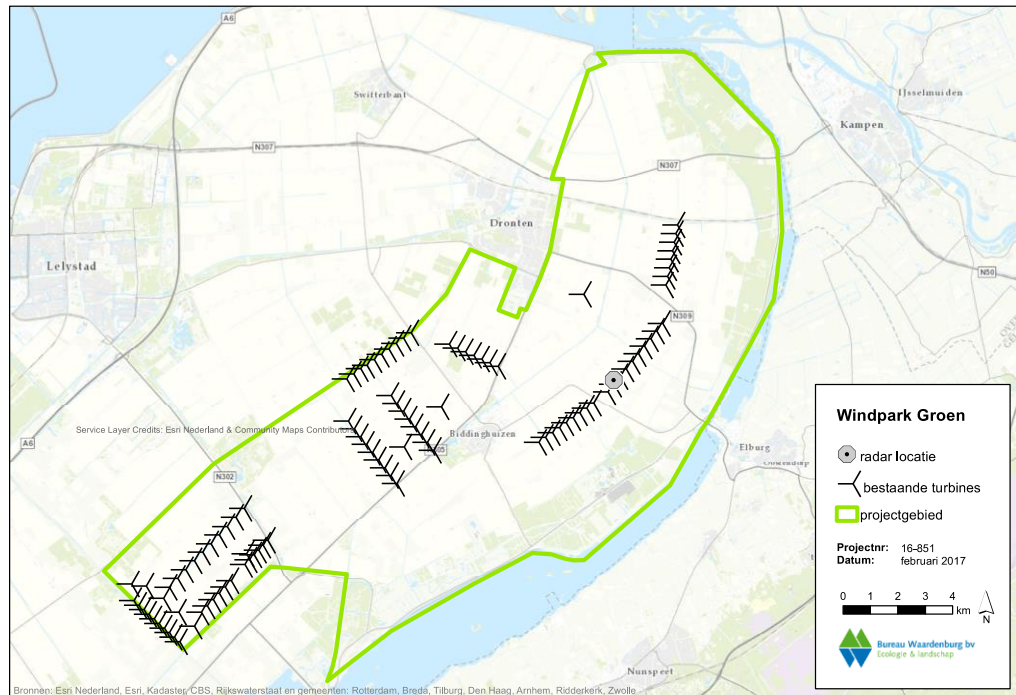 A6
Swifterbant
IJsselmuiden
Kampen
N307
N307
Dronten
Lelystad
N50
N309
Service Layer Credits: Esri Nederland & Community Maps Contributors
Biddinghuizen
A6
Elburg
N302
Nunspeet
Windpark Groen
radar locatie
bestaande turbines
projectgebied
Projectnr: 16-851
Datum: februari 2017
0 1 2 3 4
km
N
Bureau Waardenburg bv
Ecologie & landschap
Bronnen: Esri Nederland, Esri, Kadaster, CBS, Rijkswaterstaat en gemeenten: Rotterdam, Breda, Tilburg, Den Haag, Arnhem, Ridderkerk, Zwolle